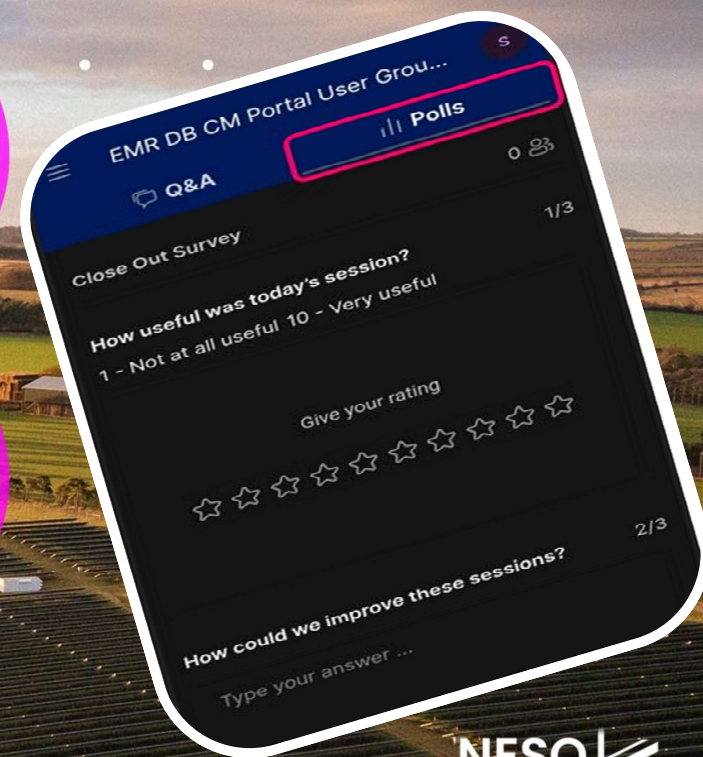 S
EMR DB CM Portal User Grou...
Q&A
Polls
0
Close Out Survey
1/3
How useful was today's session?
1 - Not at all useful 10 - Very useful
Give your rating
2/3
How could we improve these sessions?
Type your answer ...
NESO